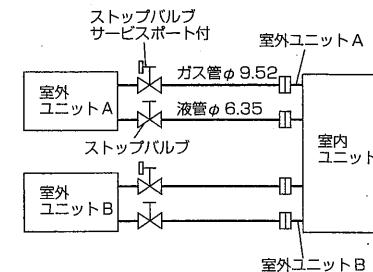 ストップバルブ
サービスポート付
室外ユニットA
ガス管φ9.52
室外
ユニットA
液管φ6.35
ストップバルブ
室内
ユニット
室外
ユニットB
室外ユニットB